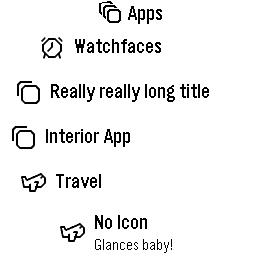 Apps
Watchfaces
Really really long title
Interior App
Travel
No Icon
Glances baby!